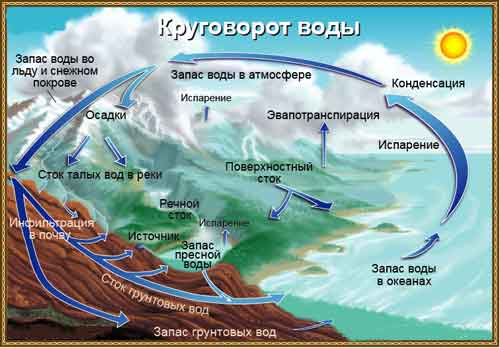 Круговорот воды
Запас воды во
льду и снежном
покрове
Запас воды в атмосфере
Конденсация
Испарение
Осадки
Эвапотранспирация
Испарение
Сток талых вод в реки
Поверхностный
сток
Речной
сток
Инфильтрация
в почву
Испарение
Источник
Запас
пресной
воды
Запас воды
в океанах
Сток грунтовых вод
Запас грунтовых вод